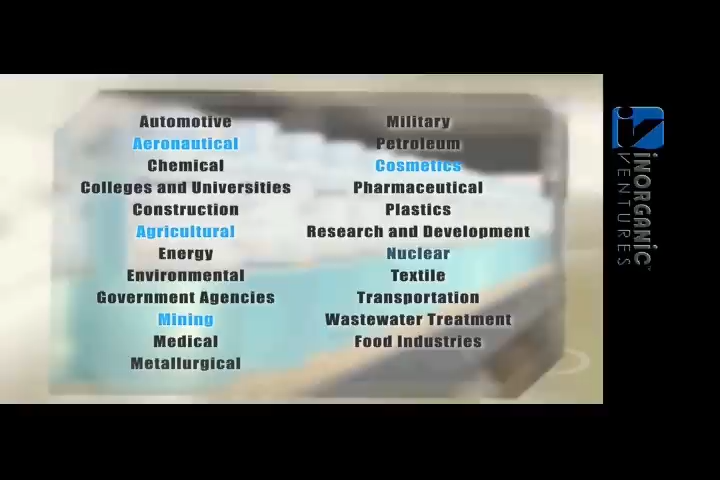 Automotive
Aeronautical
Chemical
Colleges and Universities
Construction
Agricultural
Energy
Environmental
Government Agencies
Mining
Medical
Metallurgical
Military
Petroleum
Cosmetics
Pharmaceutical
Plastics
Research and Development
Nuclear
Textile
Transportation
Wastewater Treatment
Food Industries
iNORGANIC
VENTURES